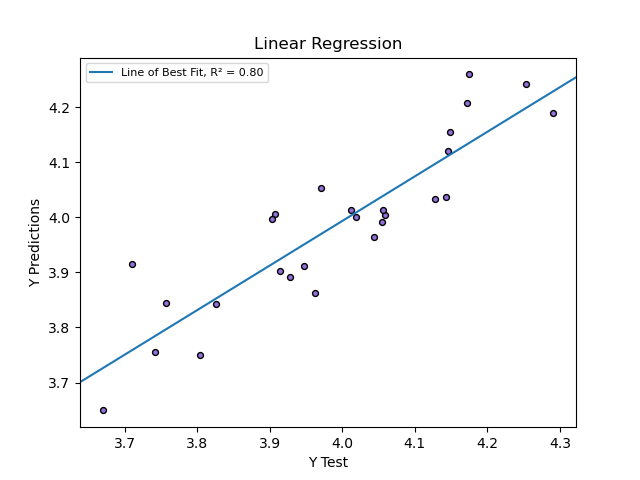 Linear Regression
Line of Best Fit, R² = 0.80
Y Predictions
4.2
4.1
4.0
3.9
3.8
3.7
3.7 3.8 3.9 4.0 4.1 4.2 4.3
Y Test